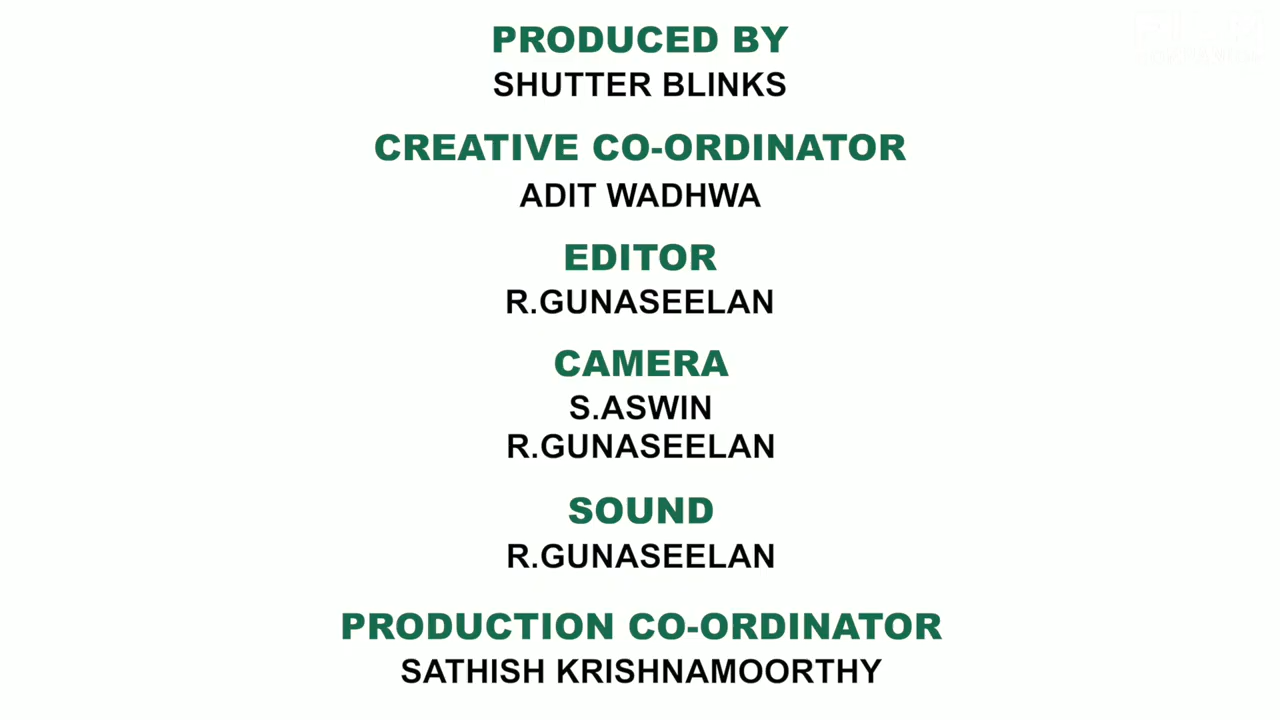 PRODUCED BY
SHUTTER BLINKS
CREATIVE CO-ORDINATOR
ADIT WADHWA
EDITOR
R.GUNASEELAN
CAMERA
S.ASWIN
R.GUNASEELAN
SOUND
R.GUNASEELAN
PRODUCTION CO-ORDINATOR
SATHISH KRISHNAMOORTHY